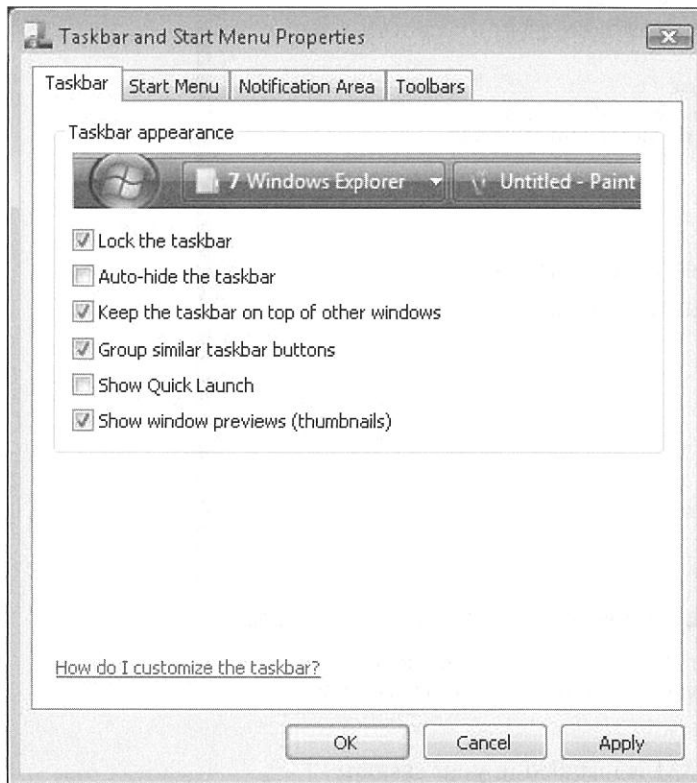 Taskbar and Start Menu Properties
Taskbar Start Menu Notification Area Toolbars
Taskbar appearance
7 Windows Explorer Untitled - Paint
Lock the taskbar
Auto-hide the taskbar
Keep the taskbar on top of other windows
Group similar taskbar buttons
Show Quick Launch
Show window previews (thumbnails)
How do I customize the taskbar?
OK Cancel Apply